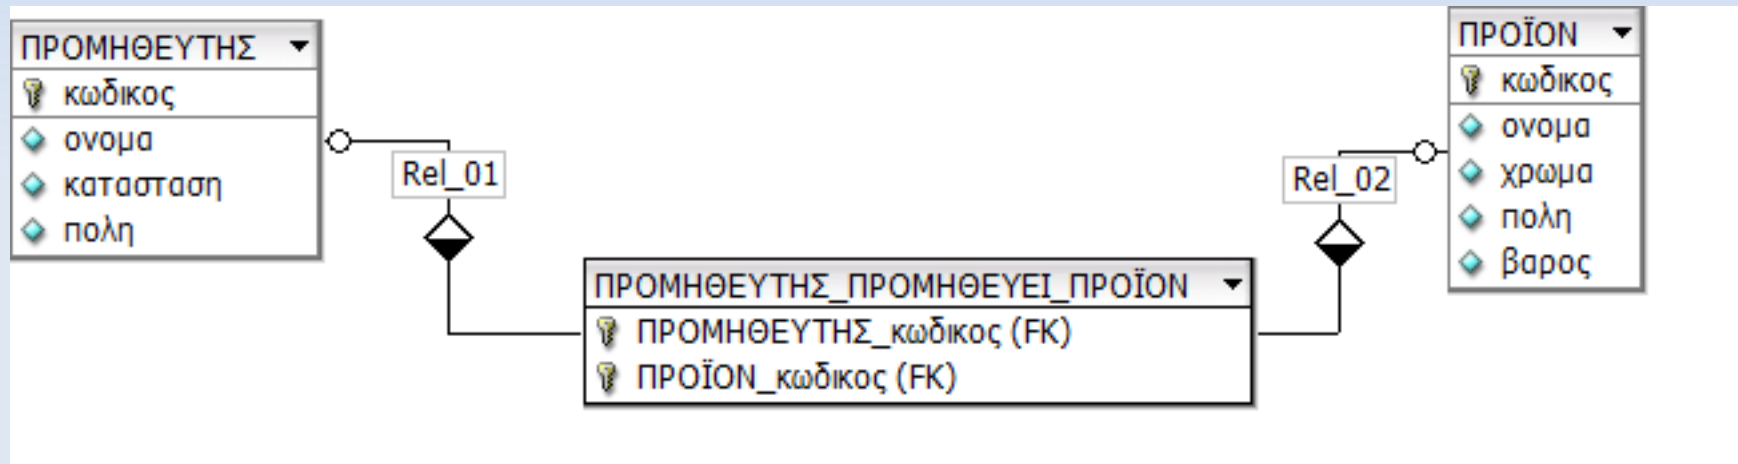 ΠΡΟΜΗΘΕΥΤΗΣ
κωδικος
ονομα
κατασταση
πολη
Rel_01
ΠΡΟΜΗΘΕΥΤΗΣ_ΠΡΟΜΗΘΕΥΕΙ_ΠΡΟΪΟΝ
ΠΡΟΜΗΘΕΥΤΗΣ_κωδικος (FK)
ΠΡΟΪΟΝ_κωδικος (FK)
Rel_02
ΠΡΟΪΟΝ
κωδικος
ονομα
χρωμα
πολη
βαρος